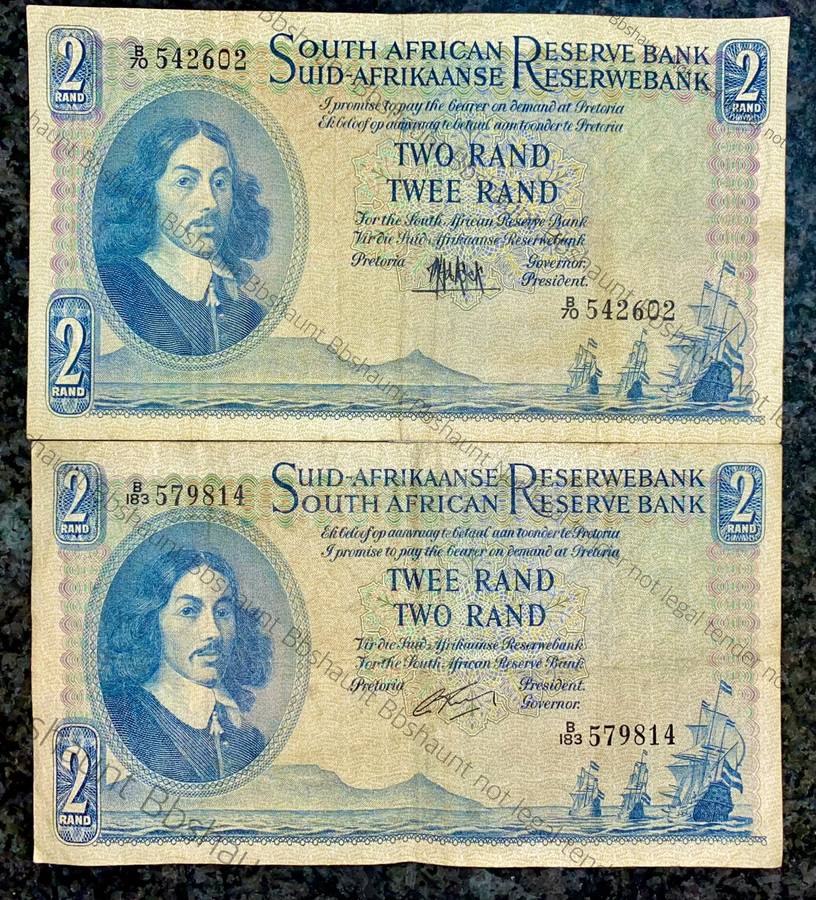 2
RAND
B/70 542602
SOUTH AFRICAN RESERVE BANK
SUID-AFRIKAANSE RESERWEBANK
2
RAND
I promise to pay the bearer on demand at Pretoria
Ek beloof op aanvraag te betaal aan toonder te Pretoria
TWO RAND
TWEE RAND
For the South African Reserve Bank
Vir die Suid-Afrikaanse Reserwebank
Pretoria
Governor.
President.
B/70 542602
2
RAND
2
RAND
B/183 579814
SUID-AFRIKAANSE RESERWEBANK
SOUTH AFRICAN RESERVE BANK
2
RAND
Ek beloof op aanvraag te betaal aan toonder te Pretoria
I promise to pay the bearer on demand at Pretoria
TWEE RAND
TWO RAND
Vir die Suid-Afrikaanse Reserwebank
For the South African Reserve Bank
Pretoria
President.
Governor.
B/183 579814
2
RAND
Bbshaunt not legal tender